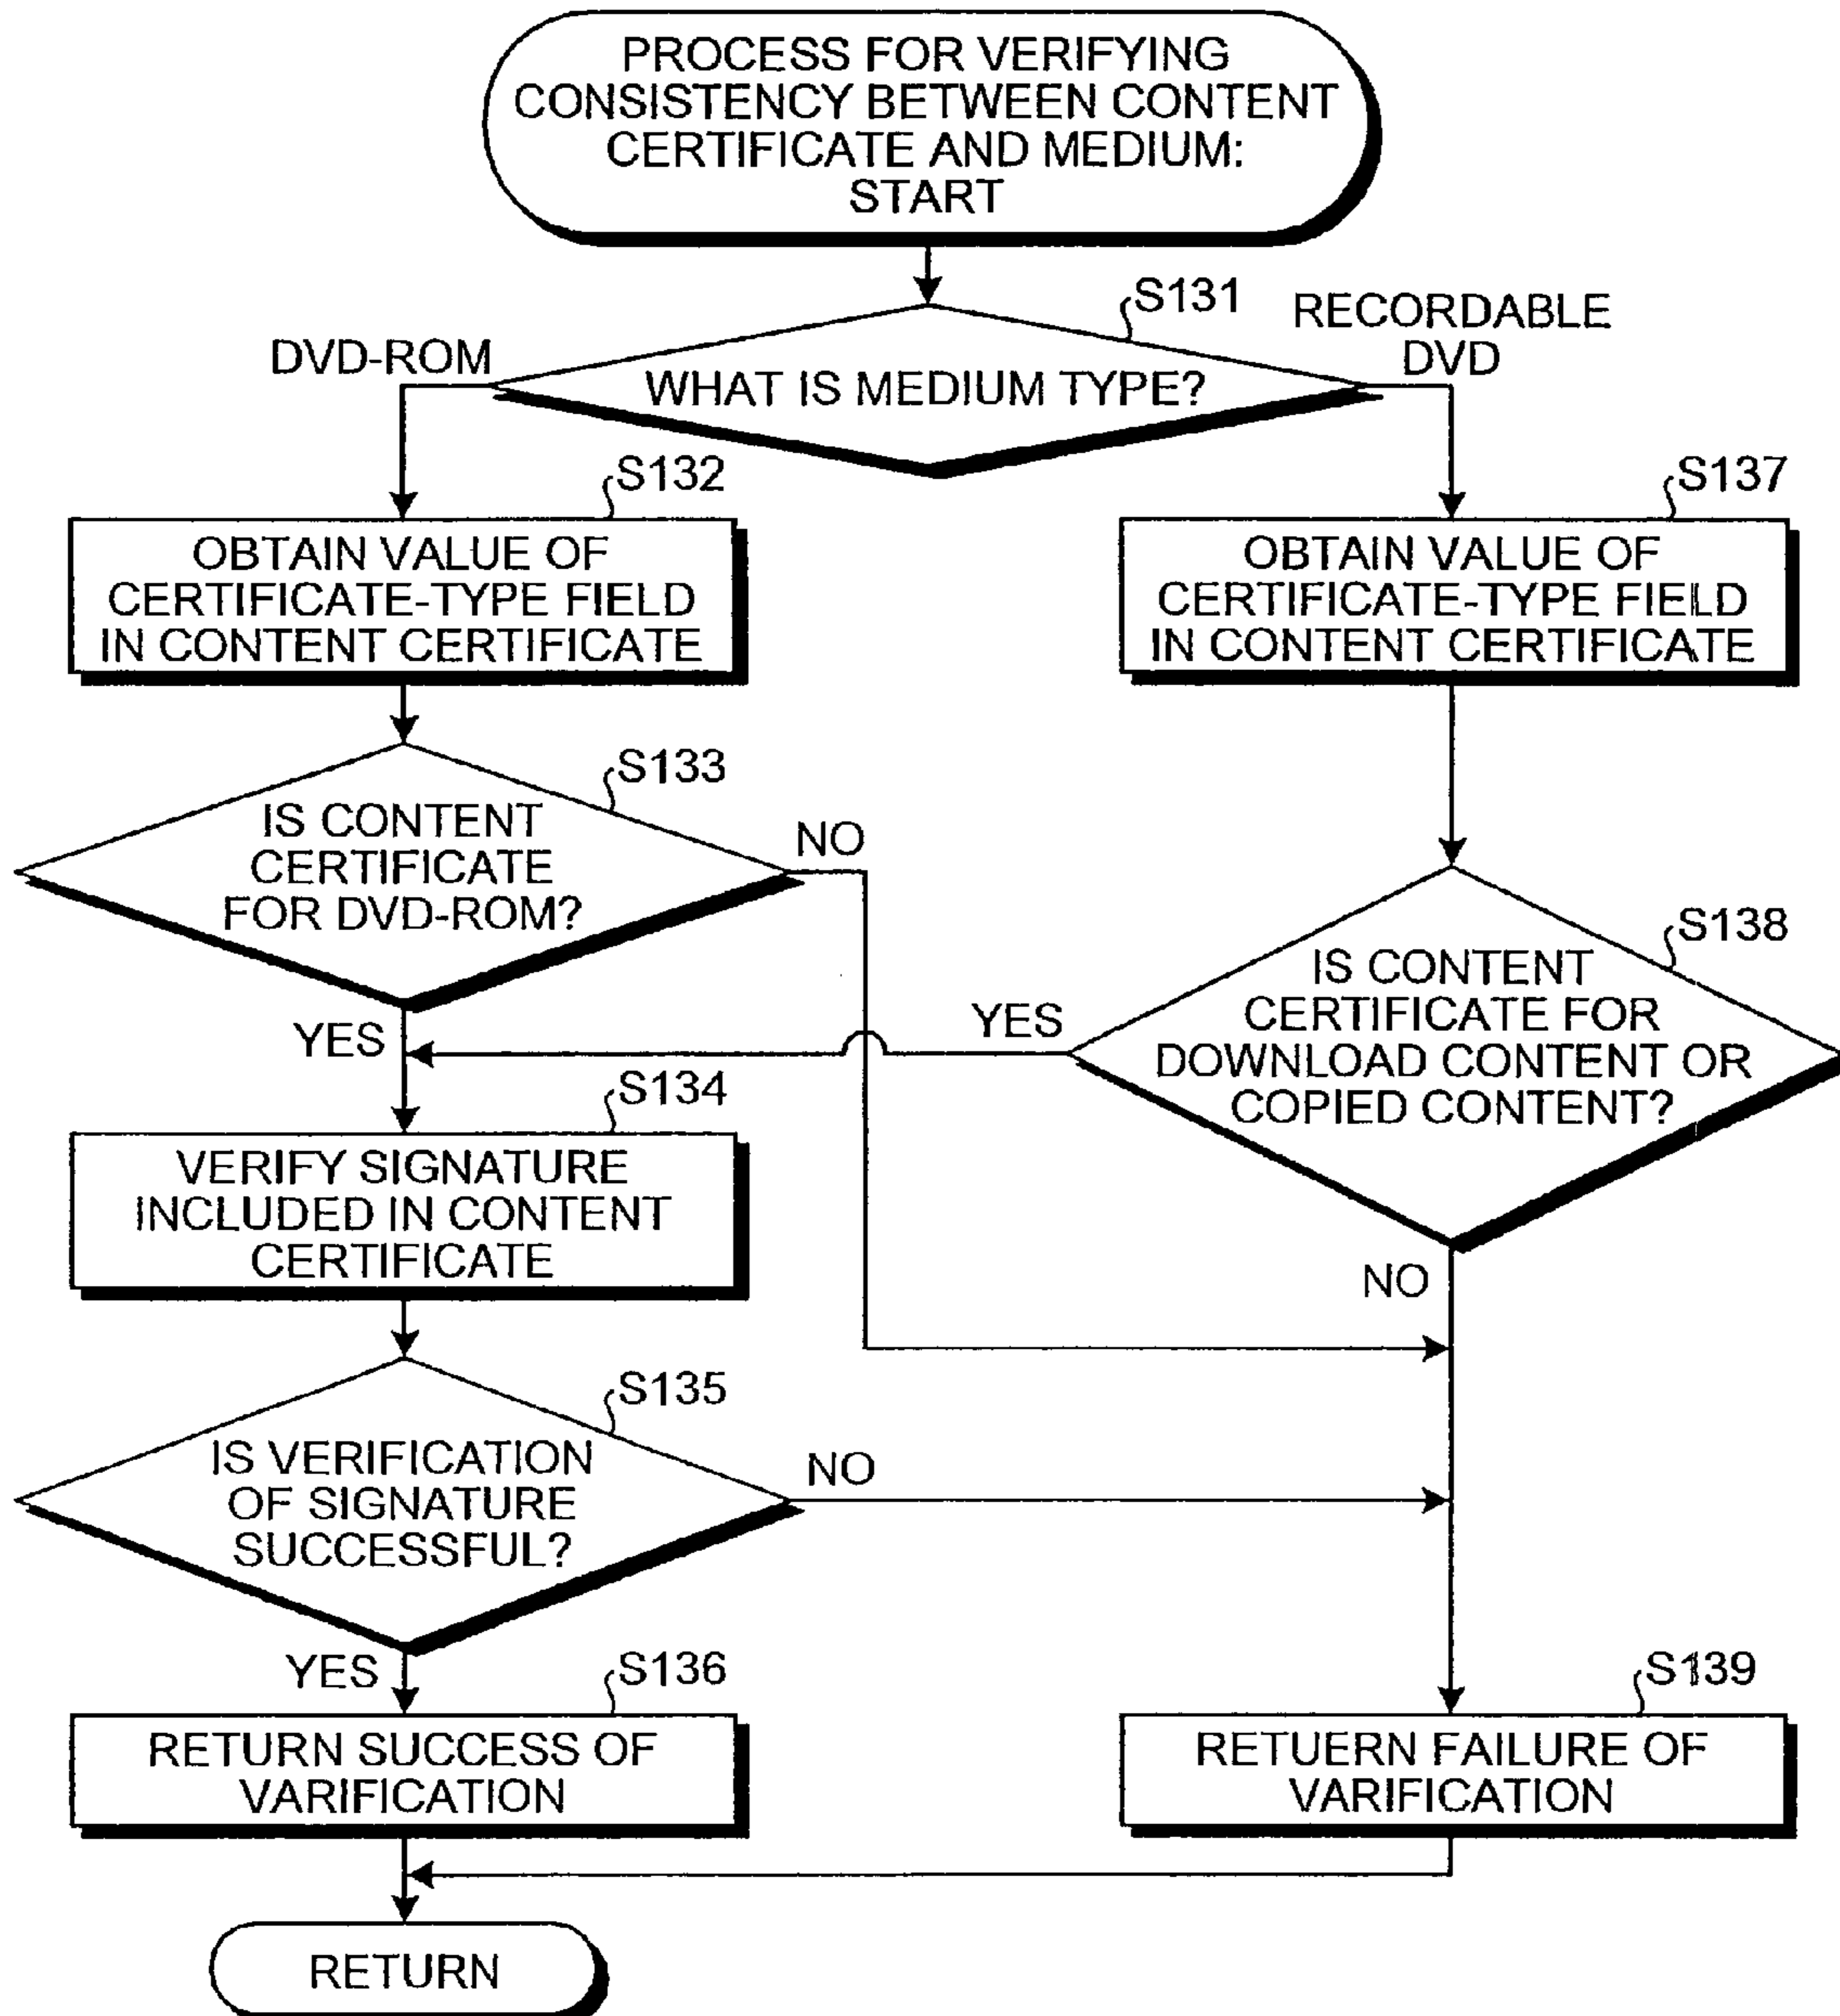 PROCESS FOR VERIFYING
CONSISTENCY BETWEEN CONTENT
CERTIFICATE AND MEDIUM:
START
S131
DVD-ROM
RECORDABLE
DVD
WHAT IS MEDIUM TYPE?
S132
OBTAIN VALUE OF
CERTIFICATE-TYPE FIELD
IN CONTENT CERTIFICATE
S137
OBTAIN VALUE OF
CERTIFICATE-TYPE FIELD
IN CONTENT CERTIFICATE
S133
IS CONTENT
CERTIFICATE
FOR DVD-ROM?
NO
YES
S138
IS CONTENT
CERTIFICATE FOR
DOWNLOAD CONTENT OR
COPIED CONTENT?
YES
NO
S134
VERIFY SIGNATURE
INCLUDED IN CONTENT
CERTIFICATE
S135
IS VERIFICATION
OF SIGNATURE
SUCCESSFUL?
NO
YES
S136
RETURN SUCCESS OF
VARIFICATION
S139
RETUERN FAILURE OF
VARIFICATION
RETURN